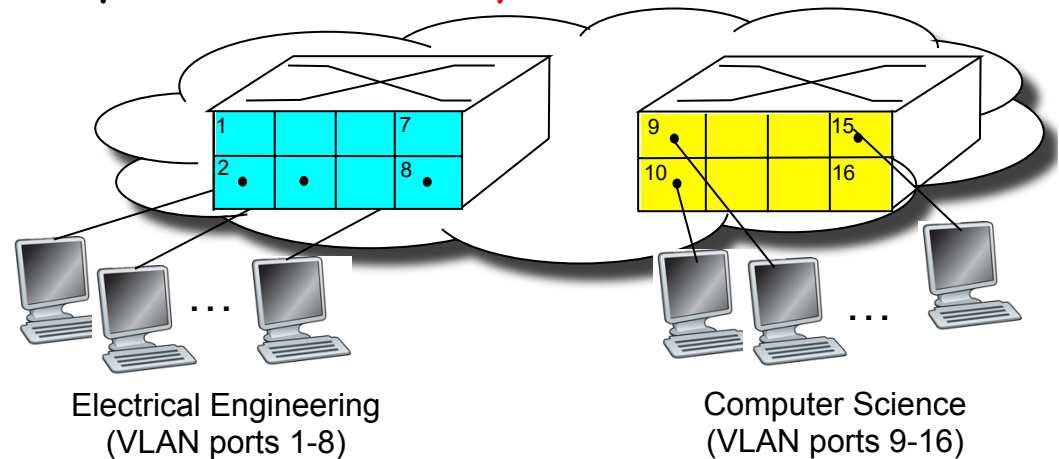 1 7
2 8
9 15
10 16
...
...
Electrical Engineering
(VLAN ports 1-8)
Computer Science
(VLAN ports 9-16)